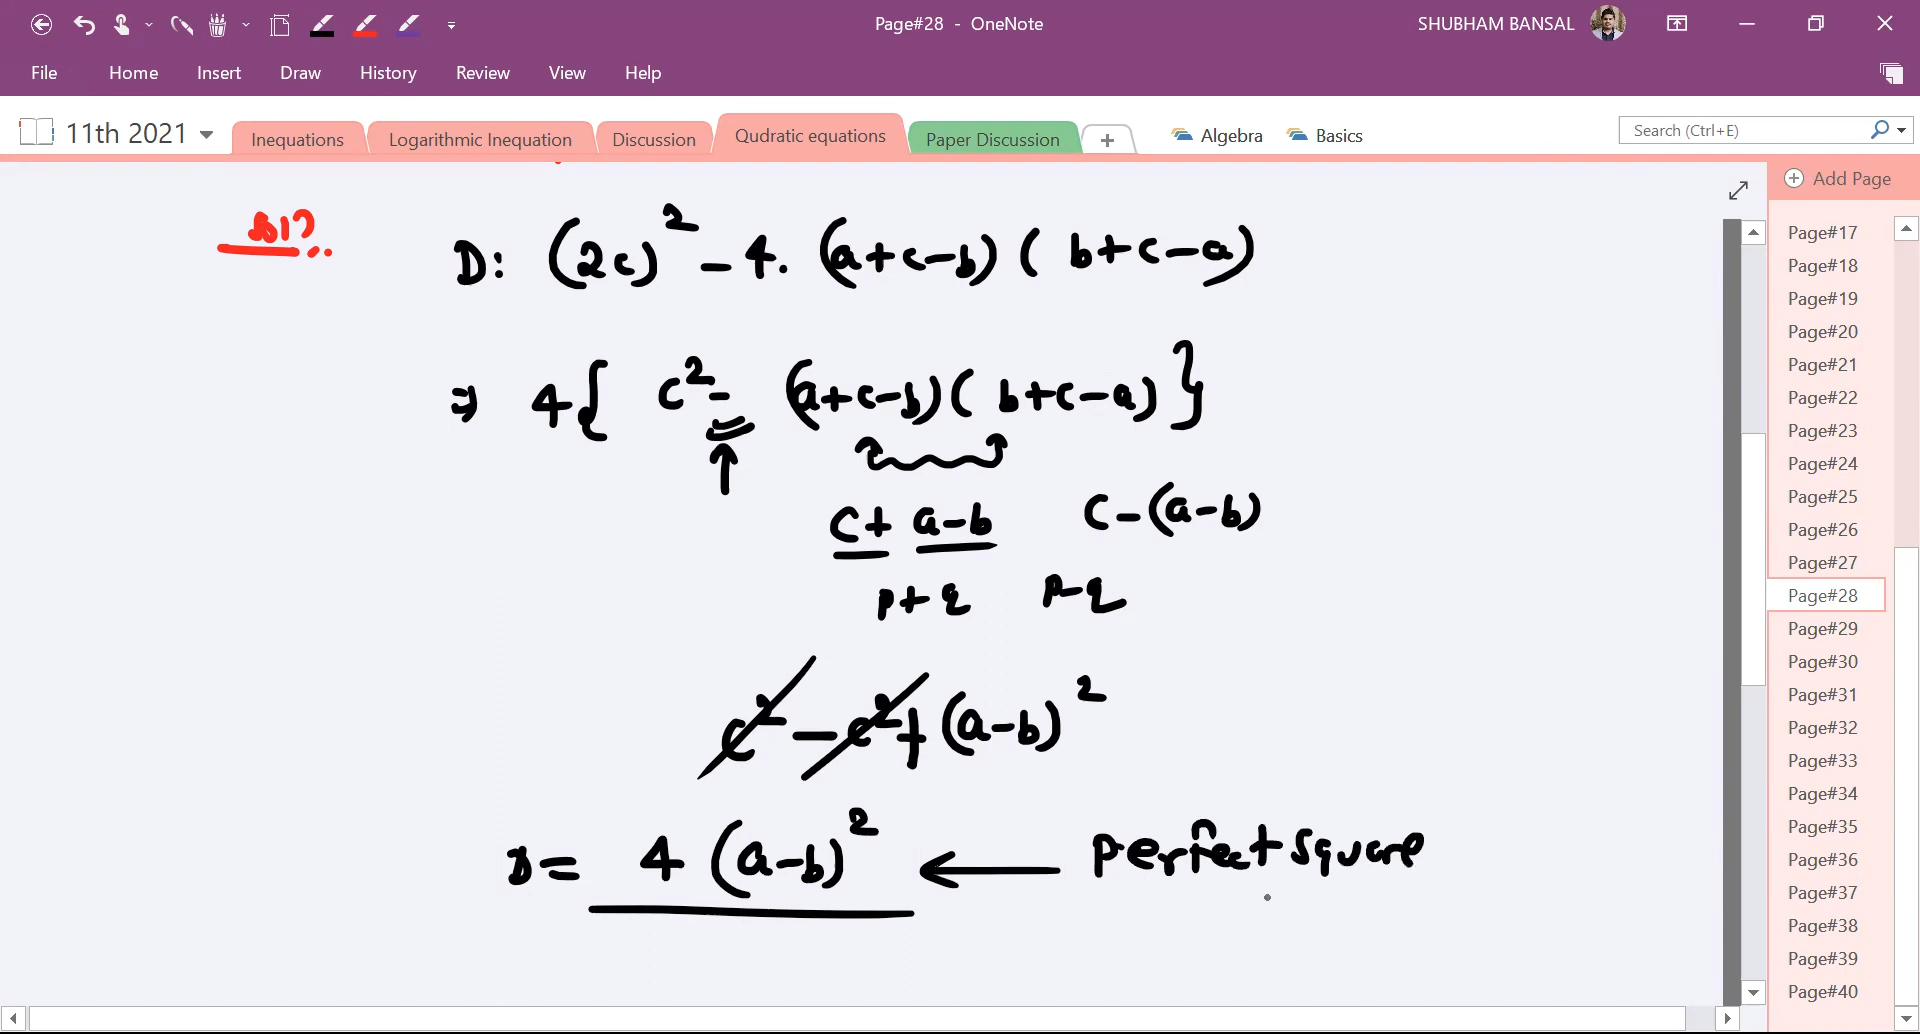 Page#28 - OneNote
SHUBHAM BANSAL
File Home Insert Draw History Review View Help
11th 2021
Inequations
Logarithmic Inequation
Discussion
Qudratic equations
Paper Discussion
Algebra
Basics
Search (Ctrl+E)
Add Page
Page#17
Page#18
Page#19
Page#20
Page#21
Page#22
Page#23
Page#24
Page#25
Page#26
Page#27
Page#28
Page#29
Page#30
Page#31
Page#32
Page#33
Page#34
Page#35
Page#36
Page#37
Page#38
Page#39
Page#40
D: (2c)² - 4. (a+c-b) ( b+c-a)
⇒ 4{ c² - (a+c-b) ( b+c-a) }
c + a-b c - (a-b)
p+q p-q
c² - c² + (a-b)²
D = 4 (a-b)² ← perfect square